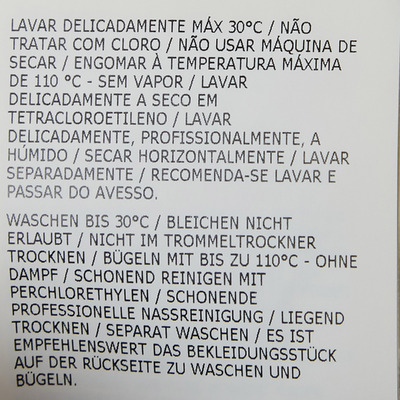 LAVAR DELICADAMENTE MÁX 30°C / NÃO
TRATAR COM CLORO / NÃO USAR MÁQUINA DE
SECAR / ENGOMAR À TEMPERATURA MÁXIMA
DE 110 °C - SEM VAPOR / LAVAR
DELICADAMENTE A SECO EM
TETRACLOROETILENO / LAVAR
DELICADAMENTE, PROFISSIONALMENTE, A
HÚMIDO / SECAR HORIZONTALMENTE / LAVAR
SEPARADAMENTE / RECOMENDA-SE LAVAR E
PASSAR DO AVESSO.
WASCHEN BIS 30°C / BLEICHEN NICHT
ERLAUBT / NICHT IM TROMMELTROCKNER
TROCKNEN / BÜGELN MIT BIS ZU 110°C - OHNE
DAMPF / SCHONEND REINIGEN MIT
PERCHLORETHYLEN / SCHONENDE
PROFESSIONELLE NASSREINIGUNG / LIEGEND
TROCKNEN / SEPARAT WASCHEN / ES IST
EMPFEHLENSWERT DAS BEKLEIDUNGSSTÜCK
AUF DER RÜCKSEITE ZU WASCHEN UND
BÜGELN.